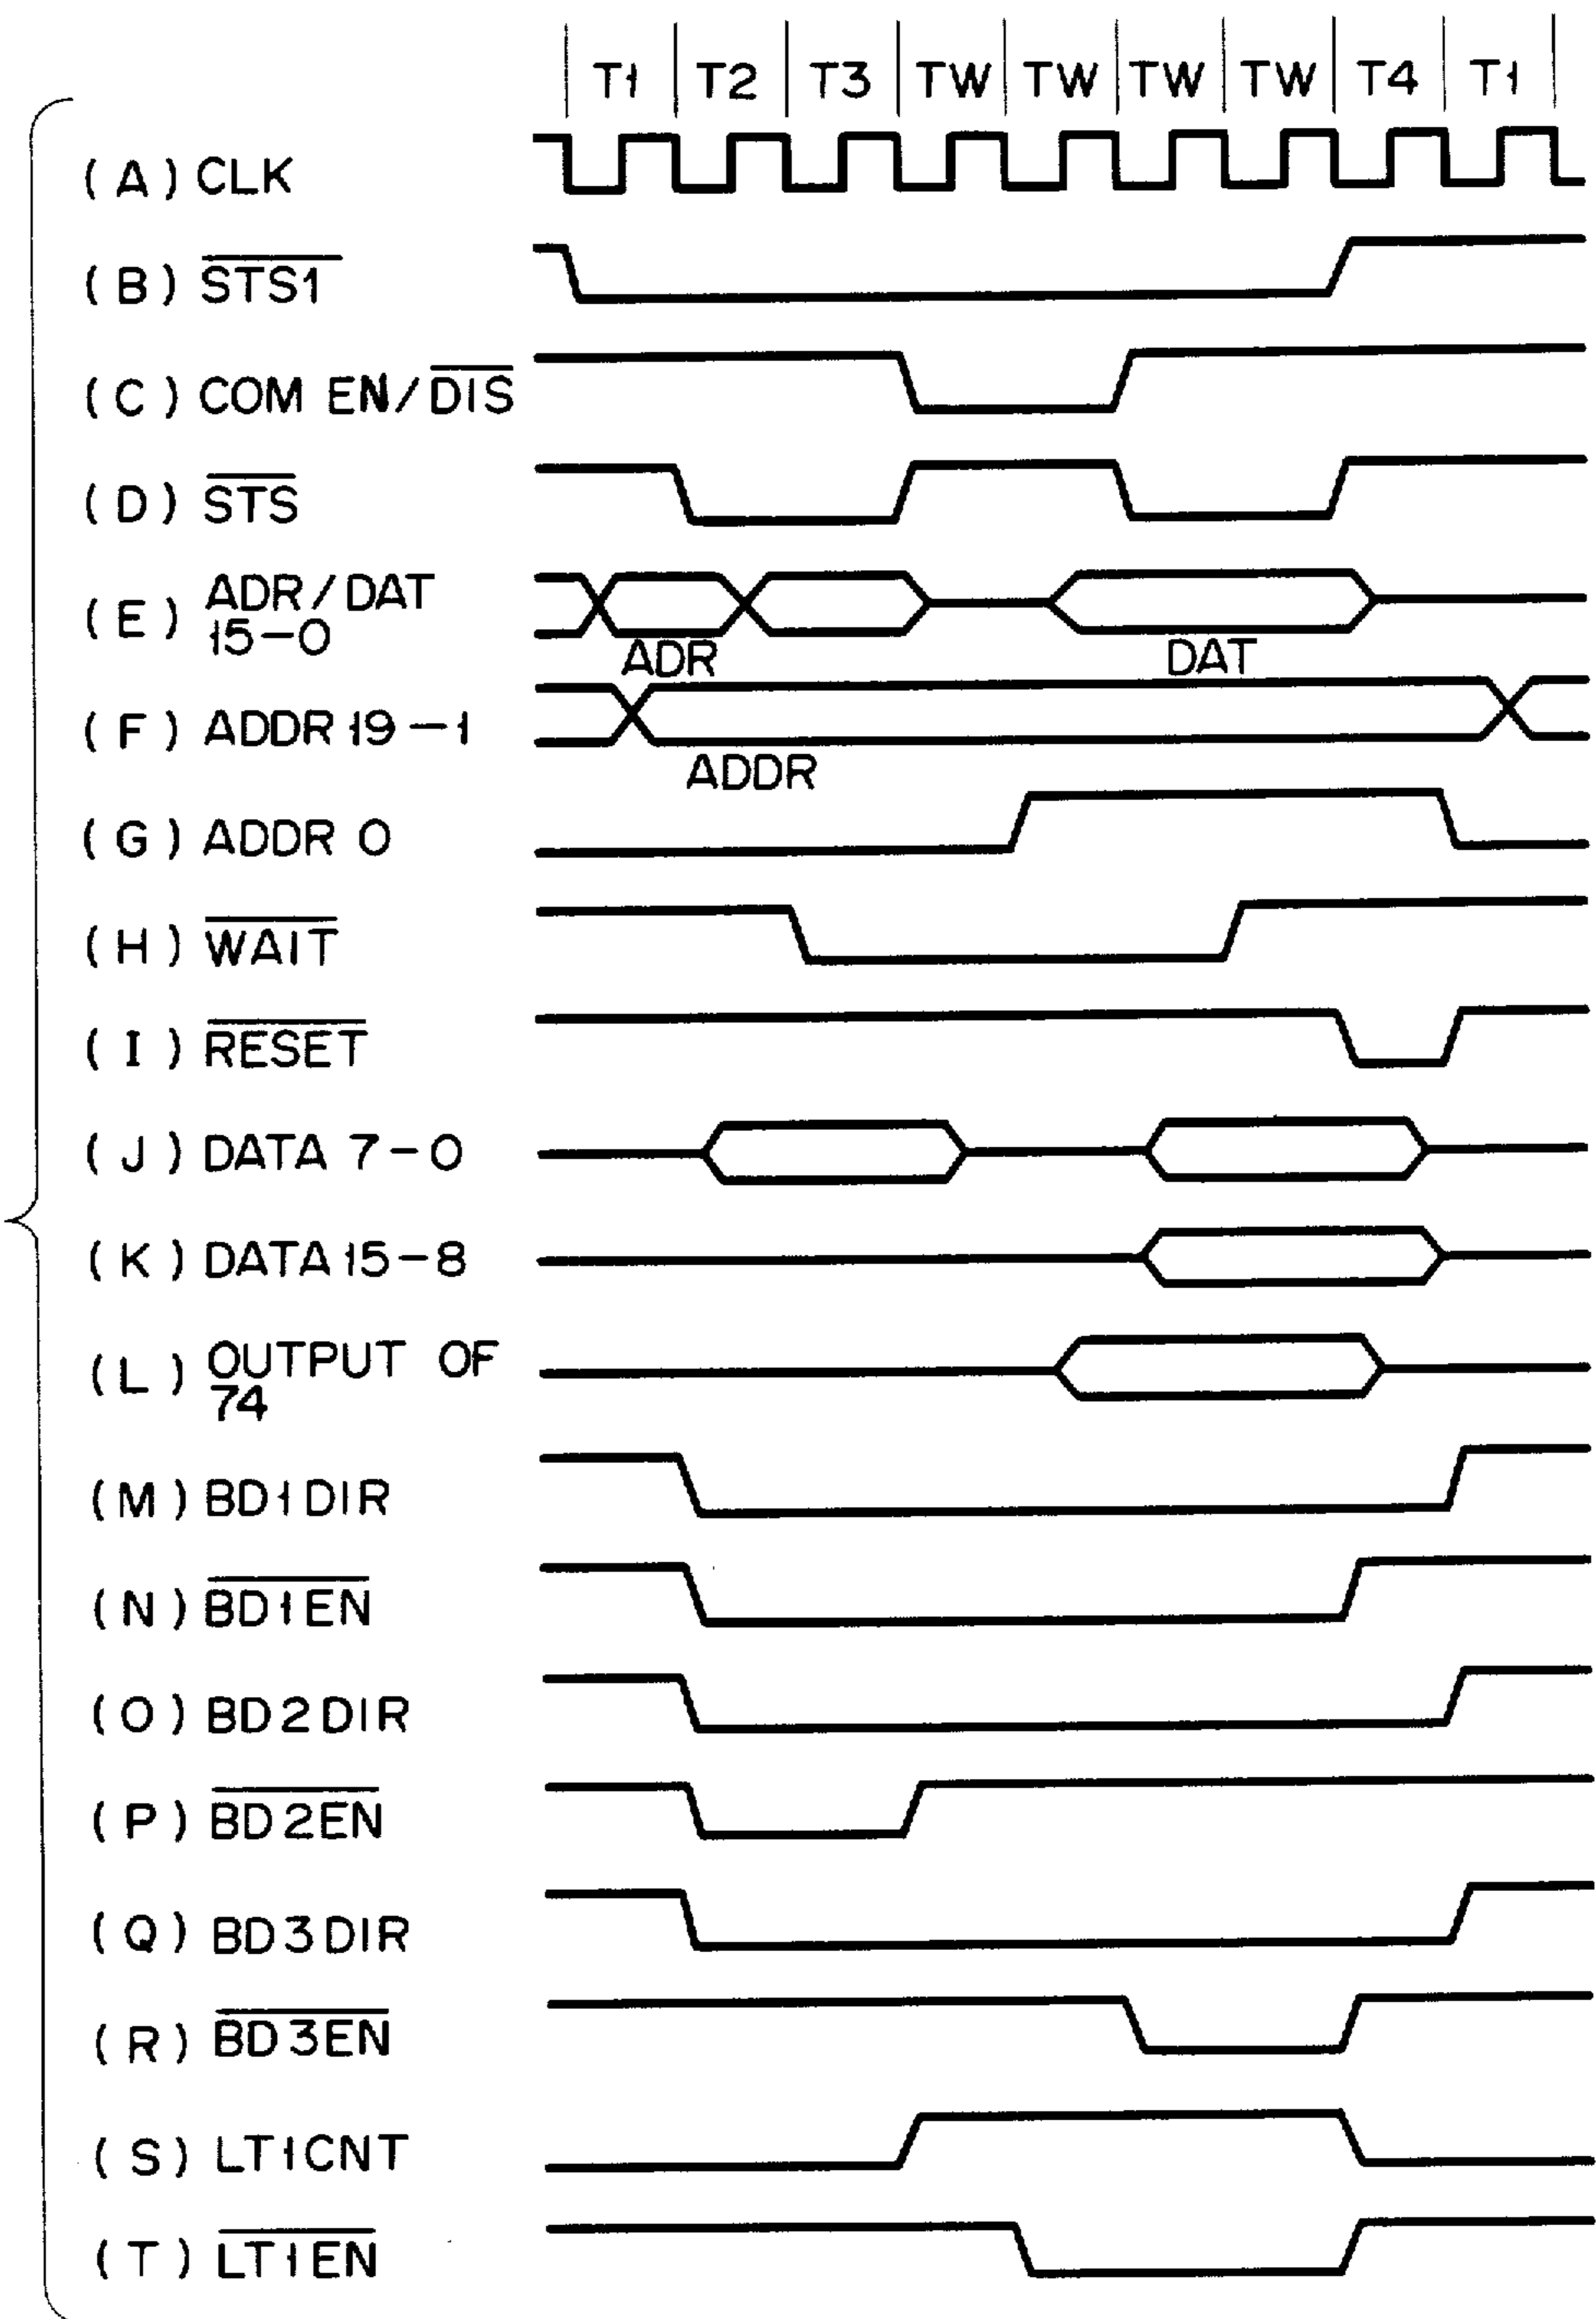 T1 T2 T3 TW TW TW TW T4 T1
(A) CLK
(B) STS1
(C) COM EN/DIS
(D) STS
(E) ADR/DAT
15-0
ADR DAT
(F) ADDR 19-1
ADDR
(G) ADDR 0
(H) WAIT
(I) RESET
(J) DATA 7-0
(K) DATA 15-8
(L) OUTPUT OF
74
(M) BD1DIR
(N) BD1EN
(O) BD2DIR
(P) BD2EN
(Q) BD3DIR
(R) BD3EN
(S) LT1CNT
(T) LT1EN